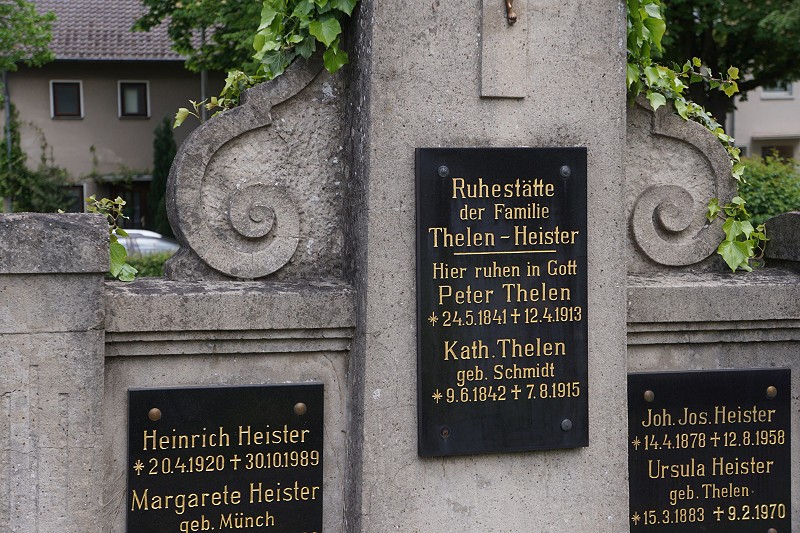 Ruhestätte
der Familie
Thelen-Heister
Hier ruhen in Gott
Peter Thelen
* 24.5.1841 † 12.4.1913
Kath. Thelen
geb. Schmidt
* 9.6.1842 † 7.8.1915
Heinrich Heister
* 20.4.1920 † 30.10.1989
Margarete Heister
geb. Münch
Joh. Jos. Heister
* 14.4.1878 † 12.8.1958
Ursula Heister
geb. Thelen
* 15.3.1883 † 9.2.1970